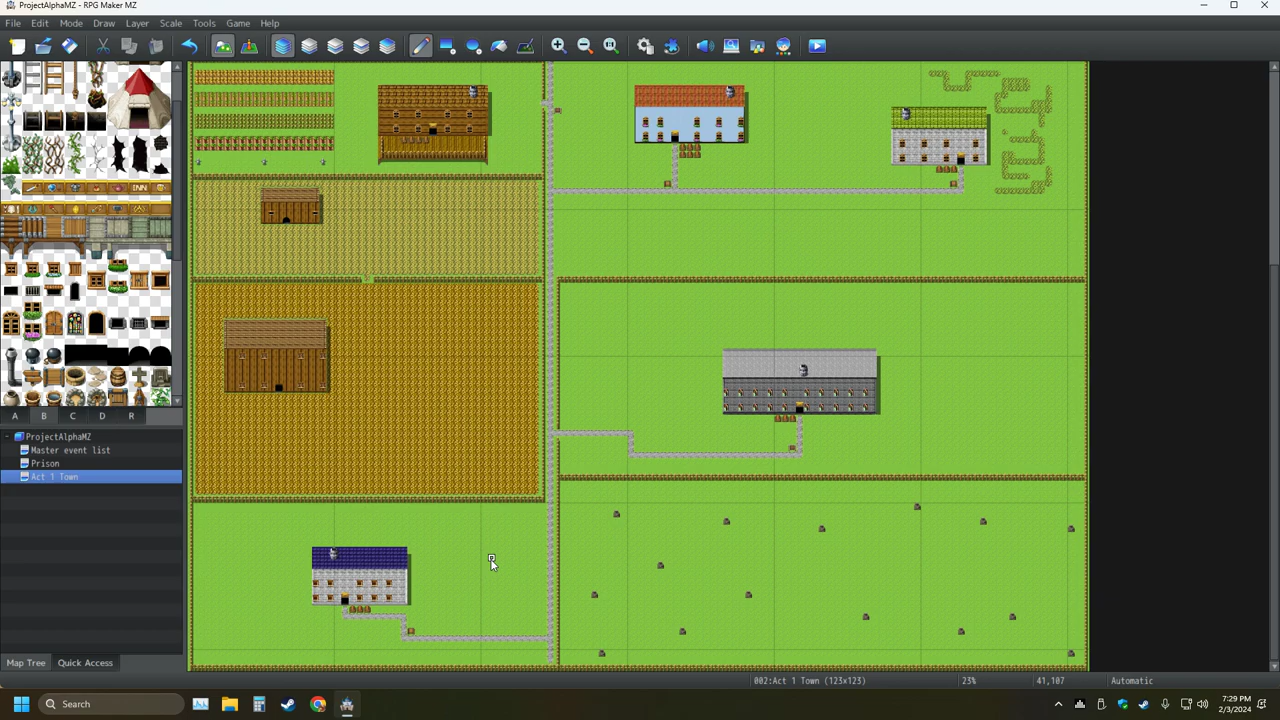 ProjectAlphaMZ - RPG Maker MZ
File Edit Mode Draw Layer Scale Tools Game Help
INN
A B C D R
ProjectAlphaMZ
Master event list
Prison
Act 1 Town
Map Tree Quick Access
002:Act 1 Town (123x123) 23% 41,107 Automatic
Search
7:29 PM
2/3/2024